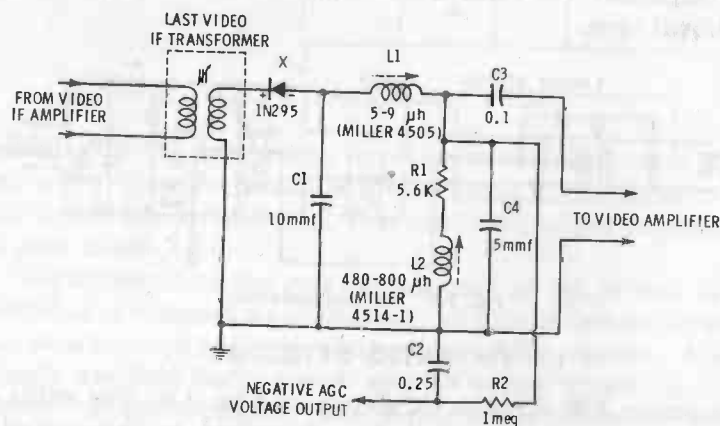 LAST VIDEO
IF TRANSFORMER
X
L1
C3
FROM VIDEO
IF AMPLIFIER
+
-
1N295
5-9 μh
(MILLER 4505)
0.1
R1
5.6K
C1
10mmf
C4
5mmf
TO VIDEO AMPLIFIER
L2
480-800 μh
(MILLER
4514-1)
C2
0.25
R2
1meg
NEGATIVE AGC
VOLTAGE OUTPUT